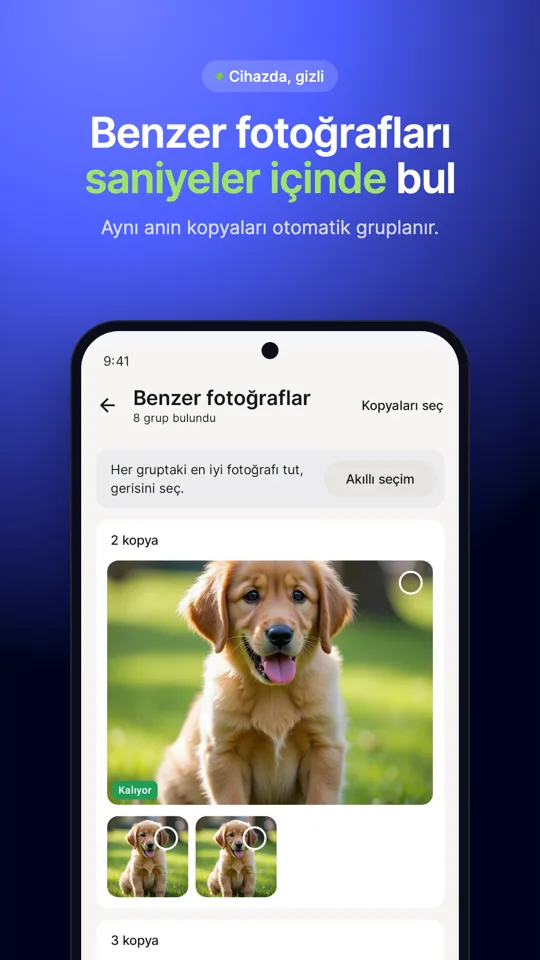 Cihazda, gizli
Benzer fotoğrafları
saniyeler içinde bul
Aynı anın kopyaları otomatik gruplanır.
9:41
Benzer fotoğraflar
8 grup bulundu
Kopyaları seç
Her gruptaki en iyi fotoğrafı tut,
gerisini seç.
Akıllı seçim
2 kopya
Kalıyor
3 kopya